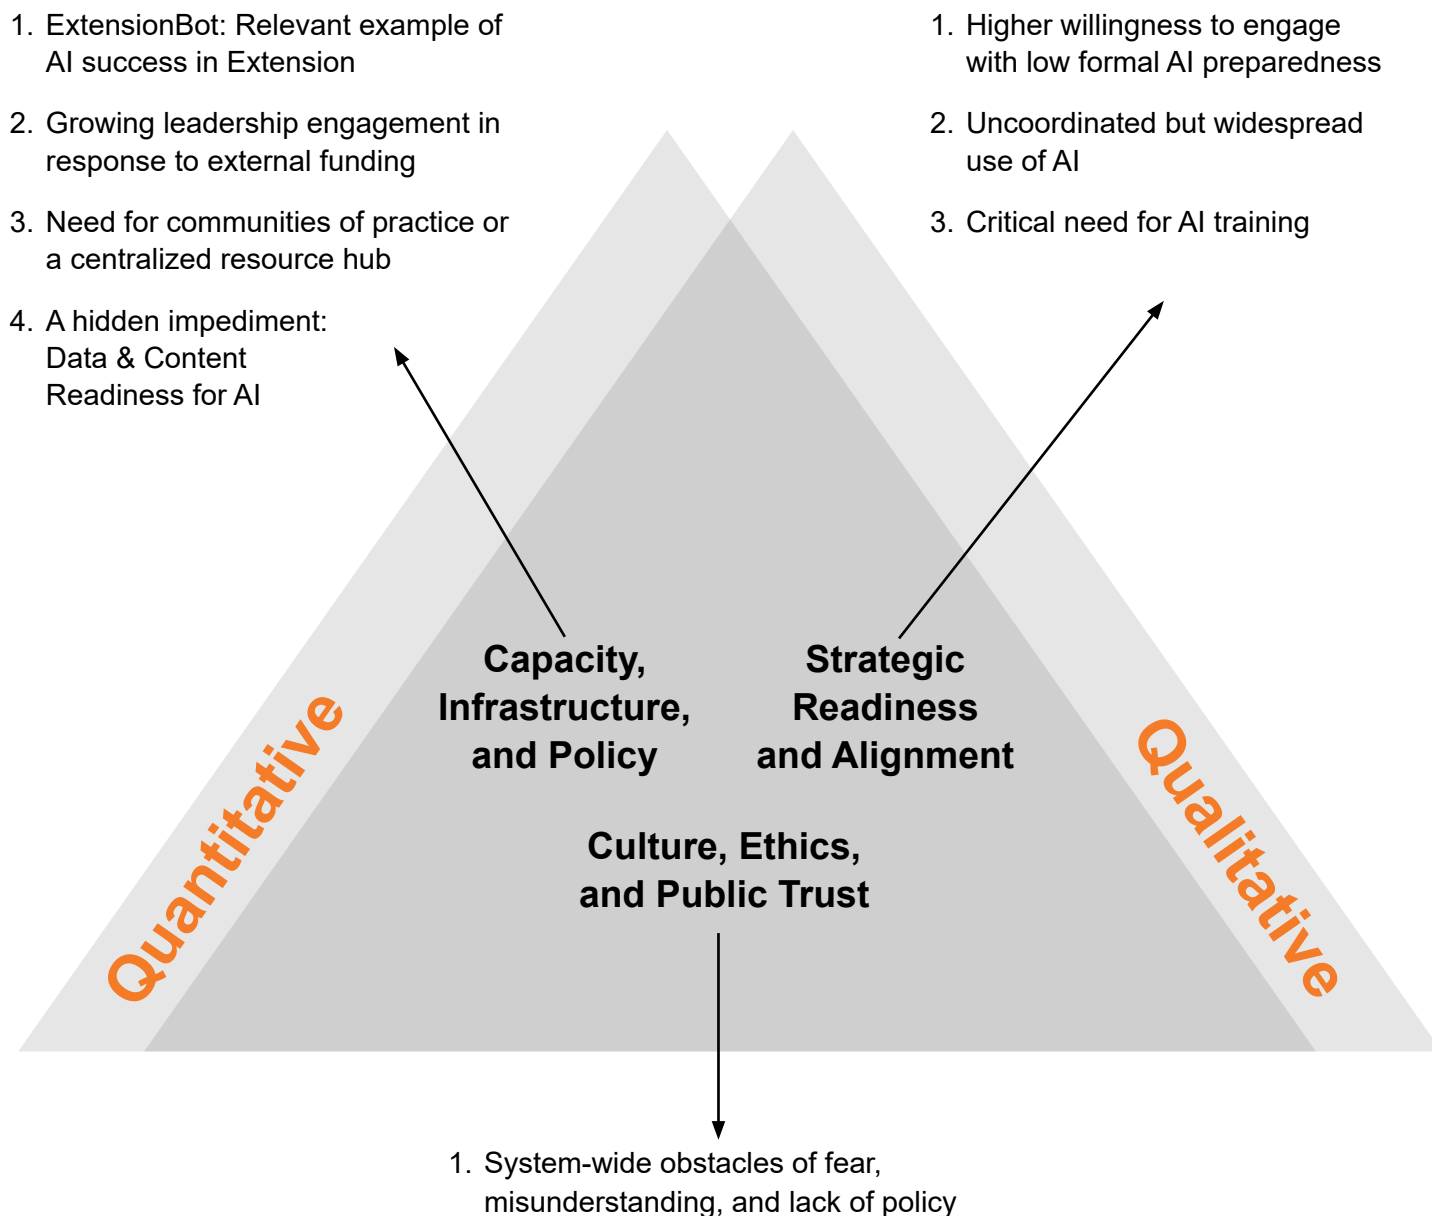 1. ExtensionBot: Relevant example of
AI success in Extension
2. Growing leadership engagement in
response to external funding
3. Need for communities of practice or
a centralized resource hub
4. A hidden impediment:
Data & Content
Readiness for AI
1. Higher willingness to engage
with low formal AI preparedness
2. Uncoordinated but widespread
use of AI
3. Critical need for AI training
Capacity,
Infrastructure,
and Policy
Strategic
Readiness
and Alignment
Culture, Ethics,
and Public Trust
Quantitative
Qualitative
1. System-wide obstacles of fear,
misunderstanding, and lack of policy